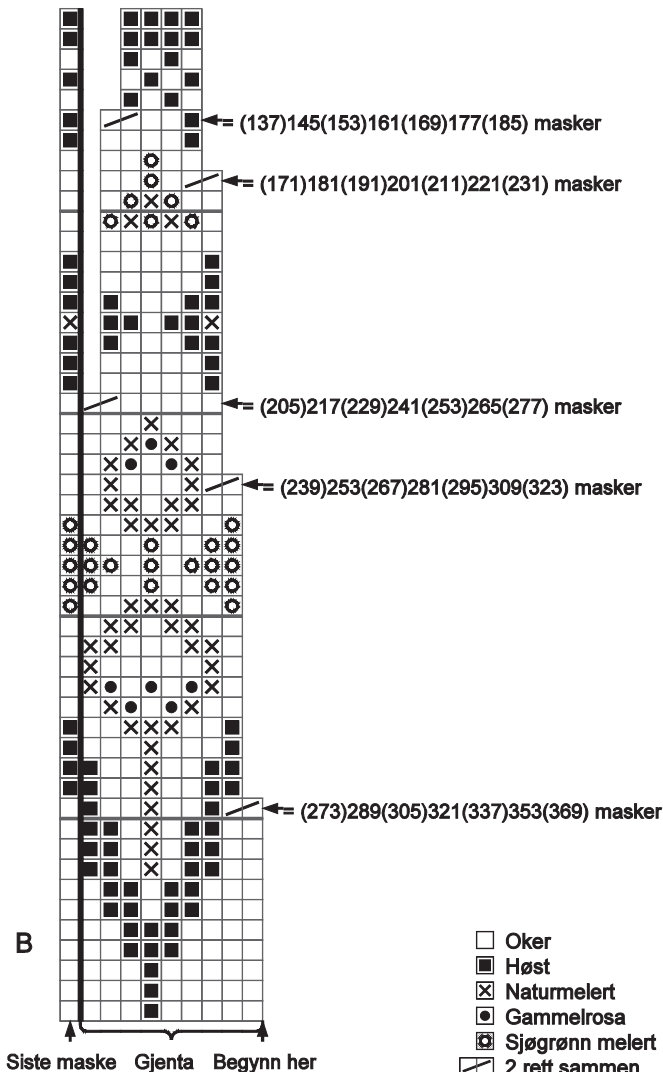 = (137)145(153)161(169)177(185) masker
= (171)181(191)201(211)221(231) masker
= (205)217(229)241(253)265(277) masker
= (239)253(267)281(295)309(323) masker
= (273)289(305)321(337)353(369) masker
B
Oker
Høst
Naturmelert
Gammelrosa
Sjøgrønn melert
2 rett sammen
Siste maske Gjenta Begynn her